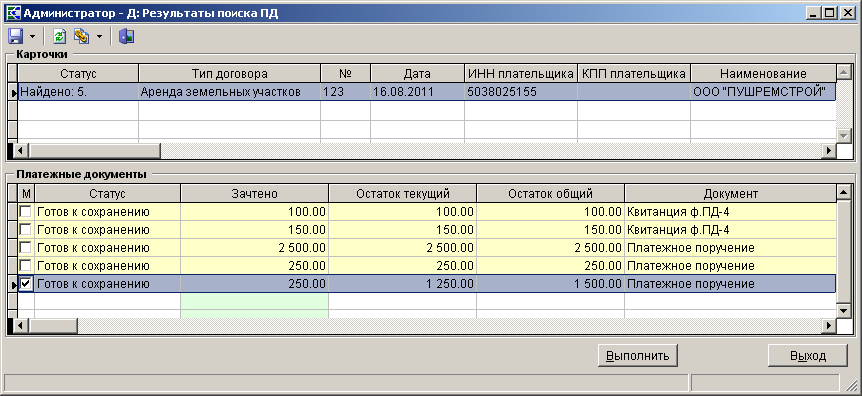 Администратор - Д: Результаты поиска ПД
Карточки
Статус Тип договора № Дата ИНН плательщика КПП плательщика Наименование
Найдено: 5. Аренда земельных участков 123 16.08.2011 5038025155 ООО "ПУШРЕМСТРОЙ"
Платежные документы
М Статус Зачтено Остаток текущий Остаток общий Документ
Готов к сохранению 100.00 100.00 100.00 Квитанция ф.ПД-4
Готов к сохранению 150.00 150.00 150.00 Квитанция ф.ПД-4
Готов к сохранению 2 500.00 2 500.00 2 500.00 Платежное поручение
Готов к сохранению 250.00 250.00 250.00 Платежное поручение
Готов к сохранению 250.00 1 250.00 1 500.00 Платежное поручение
Выполнить Выход